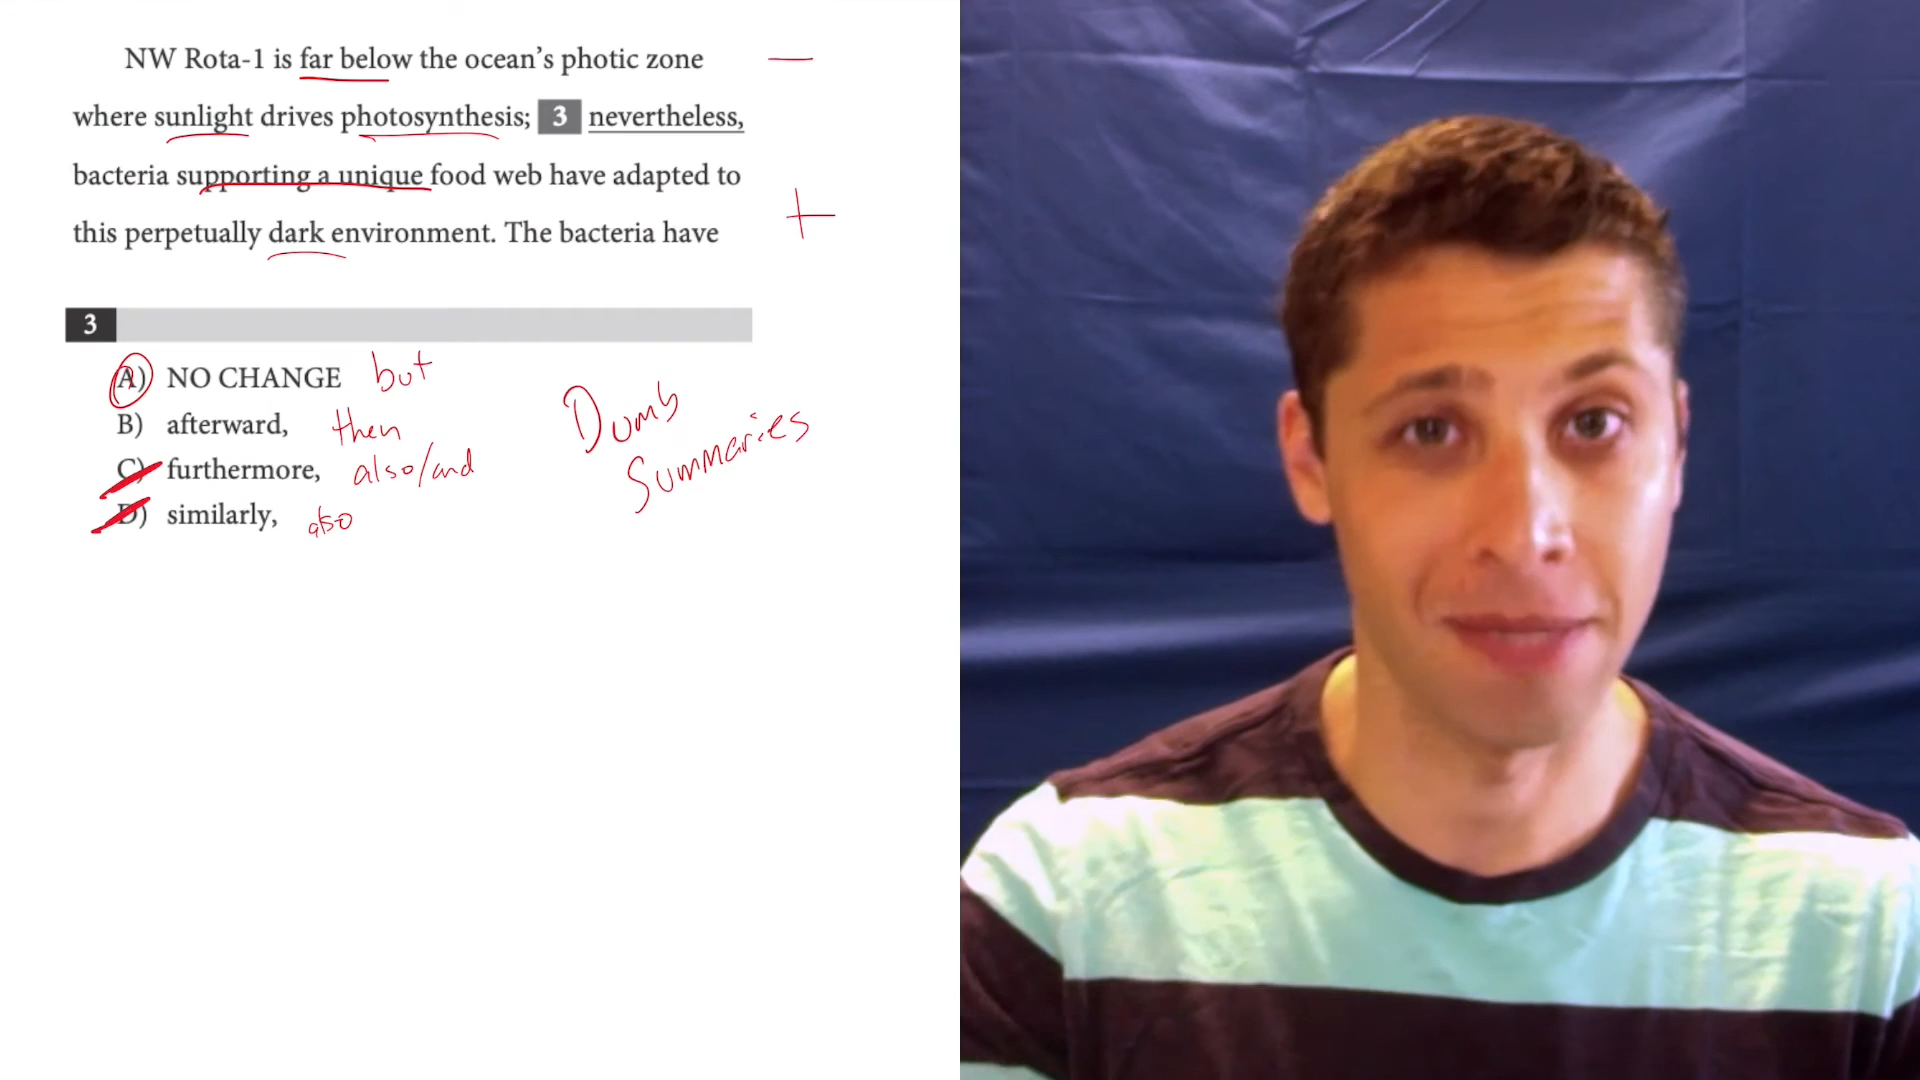 NW Rota-1 is far below the ocean’s photic zone
where sunlight drives photosynthesis; 3 nevertheless,
bacteria supporting a unique food web have adapted to
this perpetually dark environment. The bacteria have
3
A) NO CHANGE but
B) afterward, then
C) furthermore, also/and
D) similarly, also
Dumb
Summaries